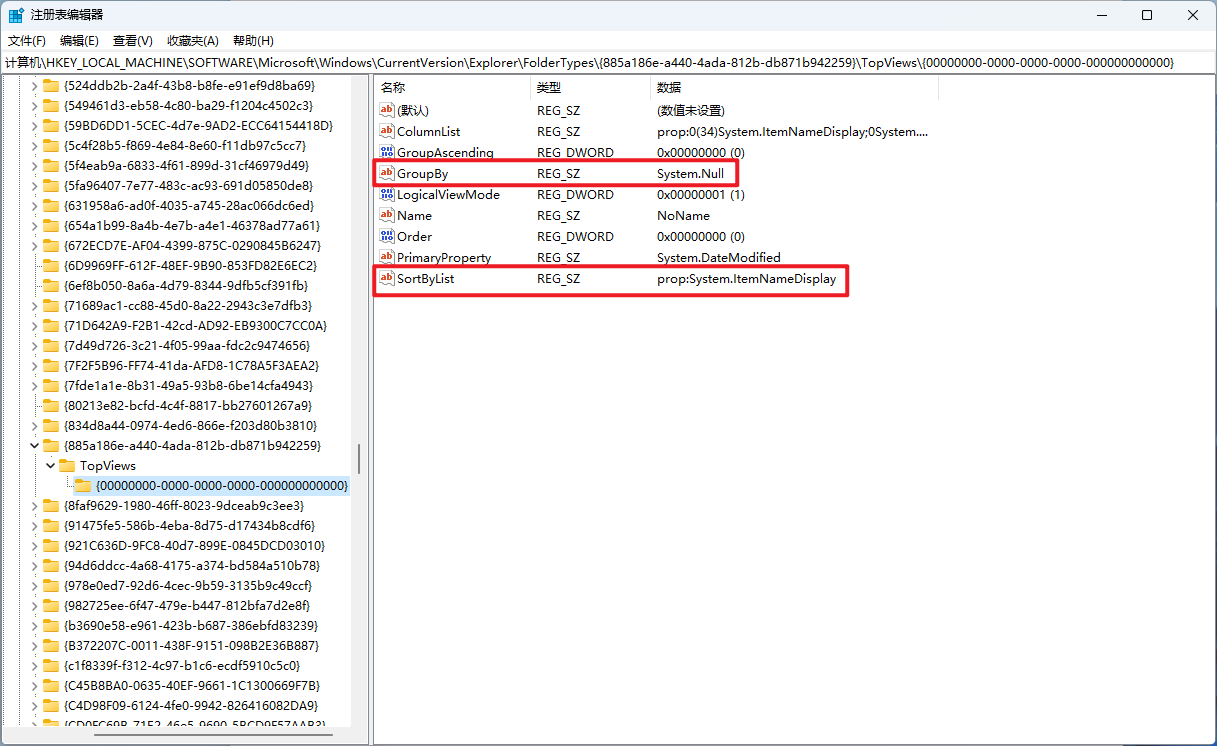 注册表编辑器
文件(F) 编辑(E) 查看(V) 收藏夹(A) 帮助(H)
计算机\HKEY_LOCAL_MACHINE\SOFTWARE\Microsoft\Windows\CurrentVersion\Explorer\FolderTypes\{885a186e-a440-4ada-812b-db871b942259}\TopViews\{00000000-0000-0000-0000-000000000000}
{524ddb2b-2a4f-43b8-b8fe-e91ef9d8ba69}
{549461d3-eb58-4c80-ba29-f1204c4502c3}
{59BD6DD1-5CEC-4d7e-9AD2-ECC64154418D}
{5c4f28b5-f869-4e84-8e60-f11db97c5cc7}
{5f4eab9a-6833-4f61-899d-31cf46979d49}
{5fa96407-7e77-483c-ac93-691d05850de8}
{631958a6-ad0f-4035-a745-28ac066dc6ed}
{654a1b99-8a4b-4e7b-a4e1-46378ad77a61}
{672ECD7E-AF04-4399-875C-0290845B6247}
{6D9969FF-612F-48EF-9B90-853FD82E6EC2}
{6ef8b050-8a6a-4d79-8344-9dfb5cf391fb}
{71689ac1-cc88-45d0-8a22-2943c3e7dfb3}
{71D642A9-F2B1-42cd-AD92-EB9300C7CC0A}
{7d49d726-3c21-4f05-99aa-fdc2c9474656}
{7F2F5B96-FF74-41da-AFD8-1C78A5F3AEA2}
{7fde1a1e-8b31-49a5-93b8-6be14cfa4943}
{80213e82-bcfd-4c4f-8817-bb27601267a9}
{834d8a44-0974-4ed6-866e-f203d80b3810}
{885a186e-a440-4ada-812b-db871b942259}
TopViews
{00000000-0000-0000-0000-000000000000}
{8faf9629-1980-46ff-8023-9dceab9c3ee3}
{91475fe5-586b-4eba-8d75-d17434b8cdf6}
{921C636D-9FC8-40d7-899E-0845DCD03010}
{94d6ddcc-4a68-4175-a374-bd584a510b78}
{978e0ed7-92d6-4cec-9b59-3135b9c49ccf}
{982725ee-6f47-479e-b447-812bfa7d2e8f}
{b3690e58-e961-423b-b687-386ebfd83239}
{B372207C-0011-438F-9151-098B2E36B887}
{c1f8339f-f312-4c97-b1c6-ecdf5910c5c0}
{C45B8BA0-0635-40EF-9661-1C1300669F7B}
{C4D98F09-6124-4fe0-9942-826416082DA9}
名称 类型 数据
(默认) REG_SZ (数值未设置)
ColumnList REG_SZ prop:0(34)System.ItemNameDisplay;0System....
GroupAscending REG_DWORD 0x00000000 (0)
GroupBy REG_SZ System.Null
LogicalViewMode REG_DWORD 0x00000001 (1)
Name REG_SZ NoName
Order REG_DWORD 0x00000000 (0)
PrimaryProperty REG_SZ System.DateModified
SortByList REG_SZ prop:System.ItemNameDisplay